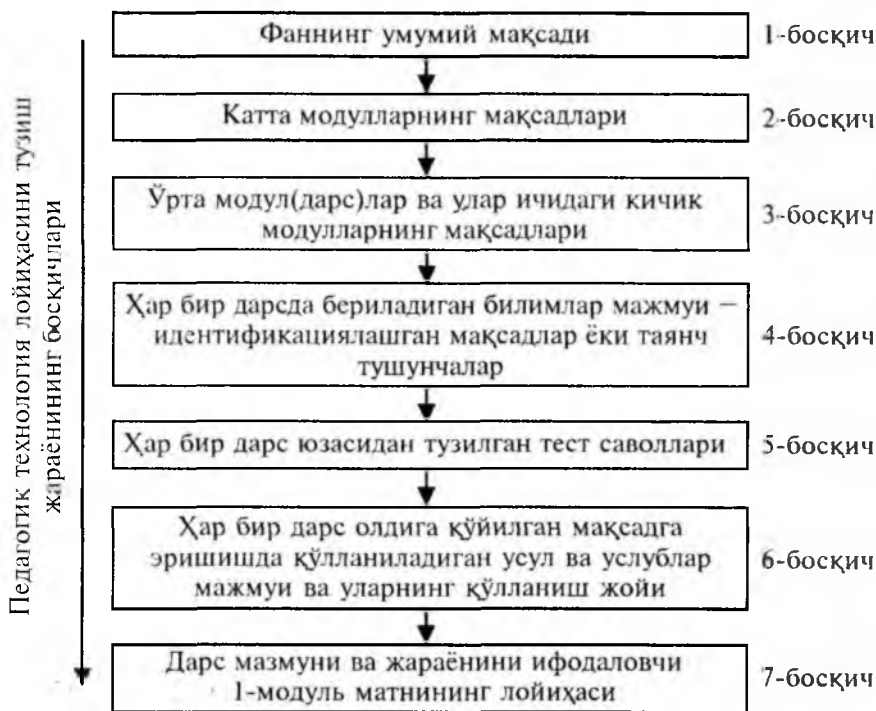 Фаннинг умумий мақсади
1-босқич
Катта модулларнинг мақсадлари
2-босқич
Ўрта модул(дарс)лар ва улар ичидаги кичик
модулларнинг мақсадлари
3-босқич
Ҳар бир дарсда бериладиган билимлар мажмуи –
идентификациялашган мақсадлар ёки таянч
тушунчалар
4-босқич
Ҳар бир дарс юзасидан тузилган тест саволлари
5-босқич
Ҳар бир дарс олдига қўйилган мақсадга
эришишда қўлланиладиган усул ва услублар
мажмуи ва уларнинг қўлланиш жойи
6-босқич
Дарс мазмуни ва жараёнини ифодаловчи
1-модуль матнининг лойиҳаси
7-босқич
Педагогик технология лойиҳасини тузиш
жараёнининг босқичлари